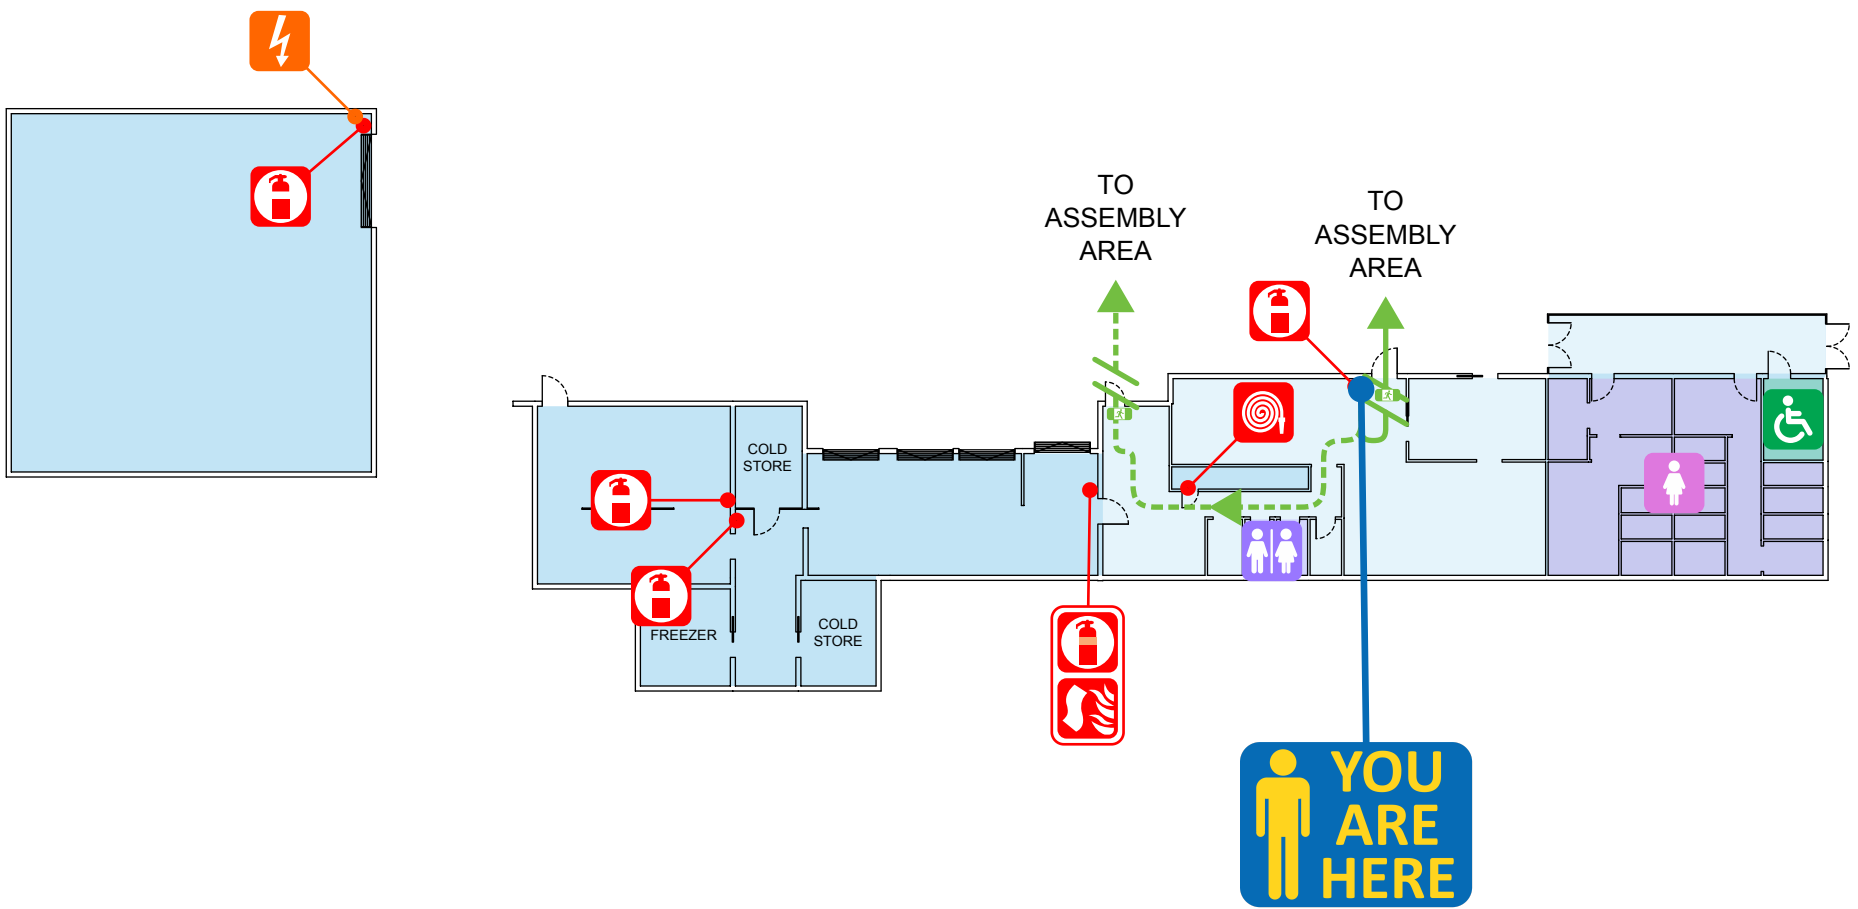 TO
ASSEMBLY
AREA
TO
ASSEMBLY
AREA
COLD
STORE
FREEZER
COLD
STORE
YOU
ARE
HERE